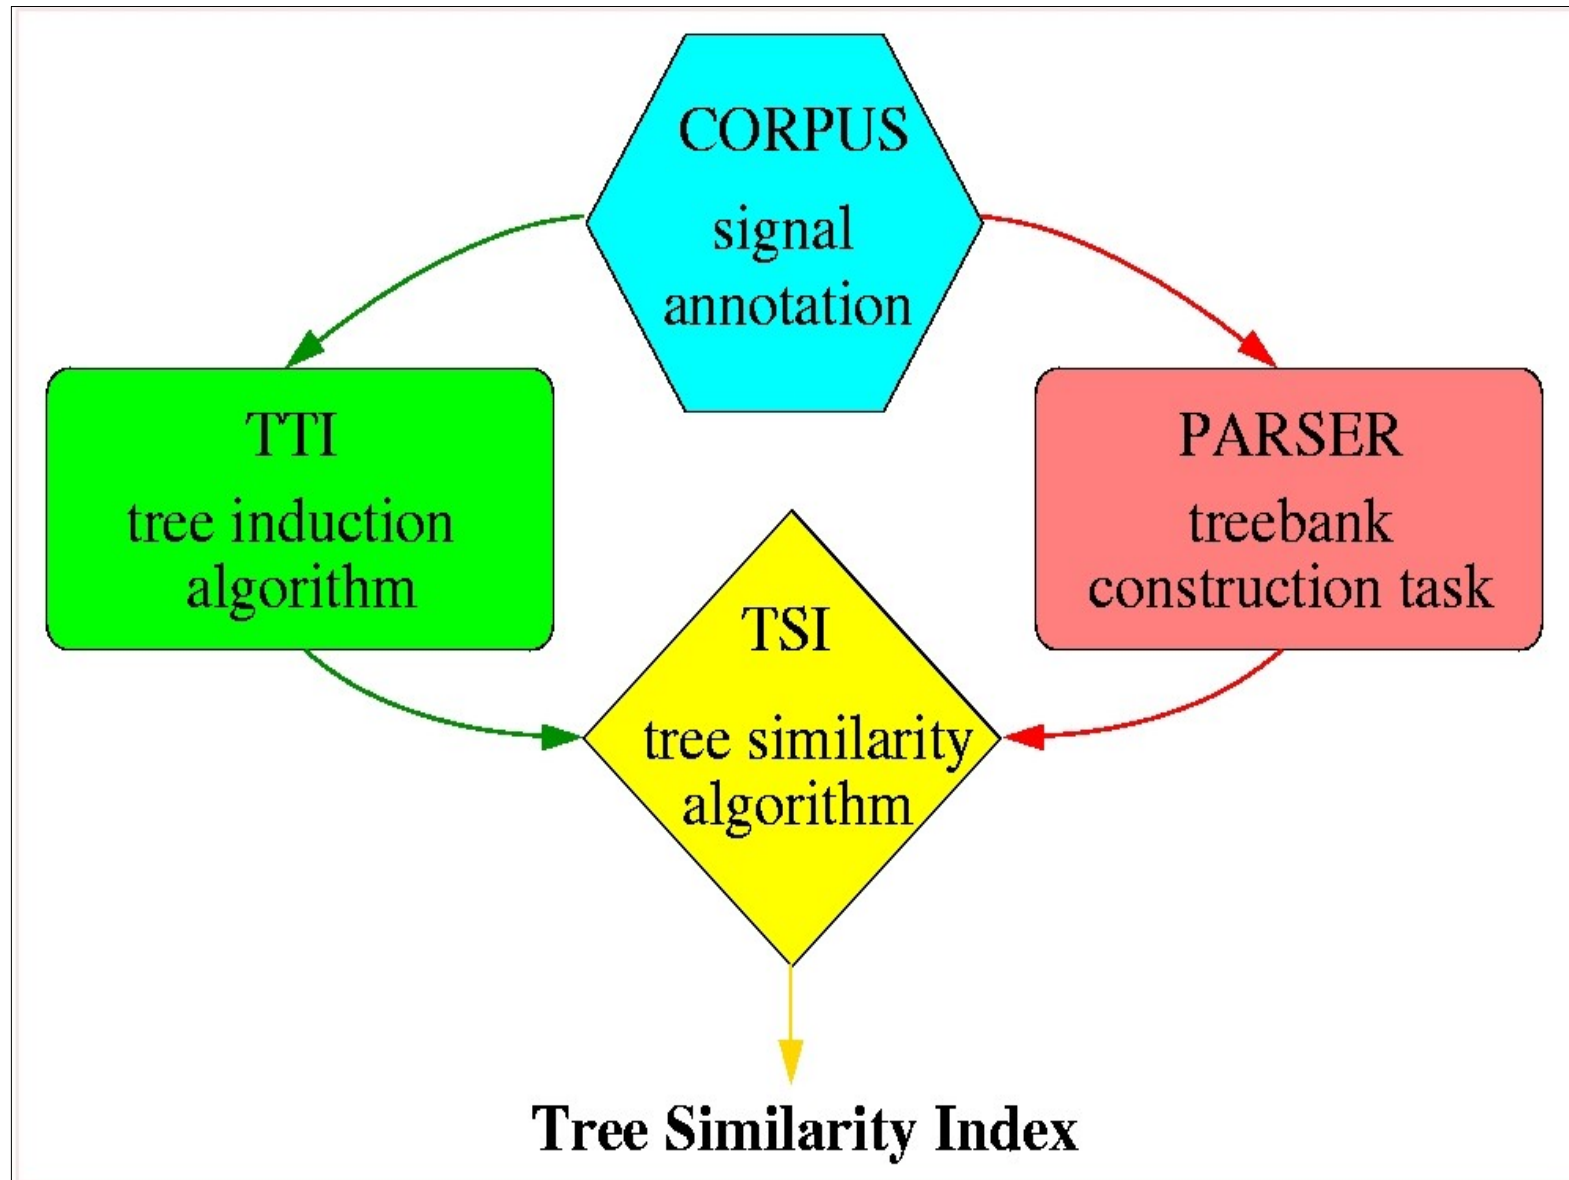 CORPUS
signal
annotation
TTI
tree induction
algorithm
PARSER
treebank
construction task
TSI
tree similarity
algorithm
Tree Similarity Index